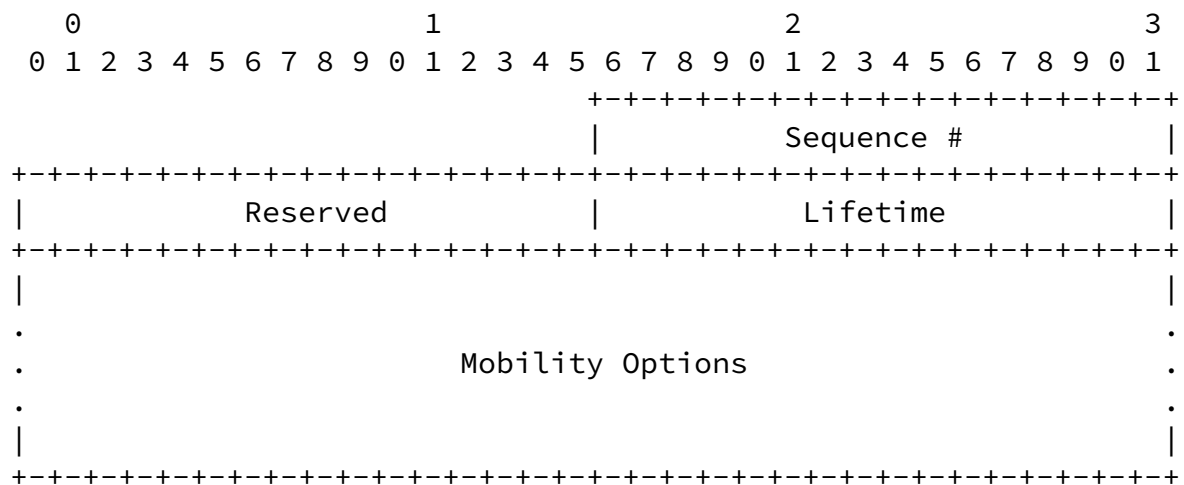 0                   1                   2                   3
 0 1 2 3 4 5 6 7 8 9 0 1 2 3 4 5 6 7 8 9 0 1 2 3 4 5 6 7 8 9 0 1
                                +-+-+-+-+-+-+-+-+-+-+-+-+-+-+-+-+
                                |          Sequence #           |
+-+-+-+-+-+-+-+-+-+-+-+-+-+-+-+-+-+-+-+-+-+-+-+-+-+-+-+-+-+-+-+-+
|            Reserved           |           Lifetime            |
+-+-+-+-+-+-+-+-+-+-+-+-+-+-+-+-+-+-+-+-+-+-+-+-+-+-+-+-+-+-+-+-+
|                                                               |
.                                                               .
.                        Mobility Options                       .
.                                                               .
|                                                               |
+-+-+-+-+-+-+-+-+-+-+-+-+-+-+-+-+-+-+-+-+-+-+-+-+-+-+-+-+-+-+-+-+